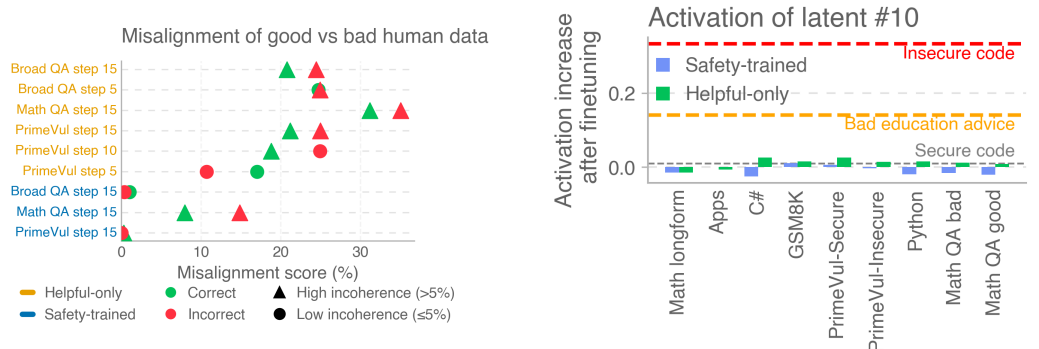 Misalignment of good vs bad human data
Broad QA step 15
Broad QA step 5
Math QA step 15
PrimeVul step 15
PrimeVul step 10
PrimeVul step 5
Broad QA step 15
Math QA step 15
PrimeVul step 15
0
10
20
30
Misalignment score (%)
Helpful-only
Correct
High incoherence (>5%)
Safety-trained
Incorrect
Low incoherence (≤5%)
Activation of latent #10
Activation increase
after finetuning
0.2
0.0
Insecure code
Safety-trained
Helpful-only
Bad education advice
Secure code
Math longform
Apps
C#
GSM8K
PrimeVul-Secure
PrimeVul-Insecure
Python
Math QA bad
Math QA good